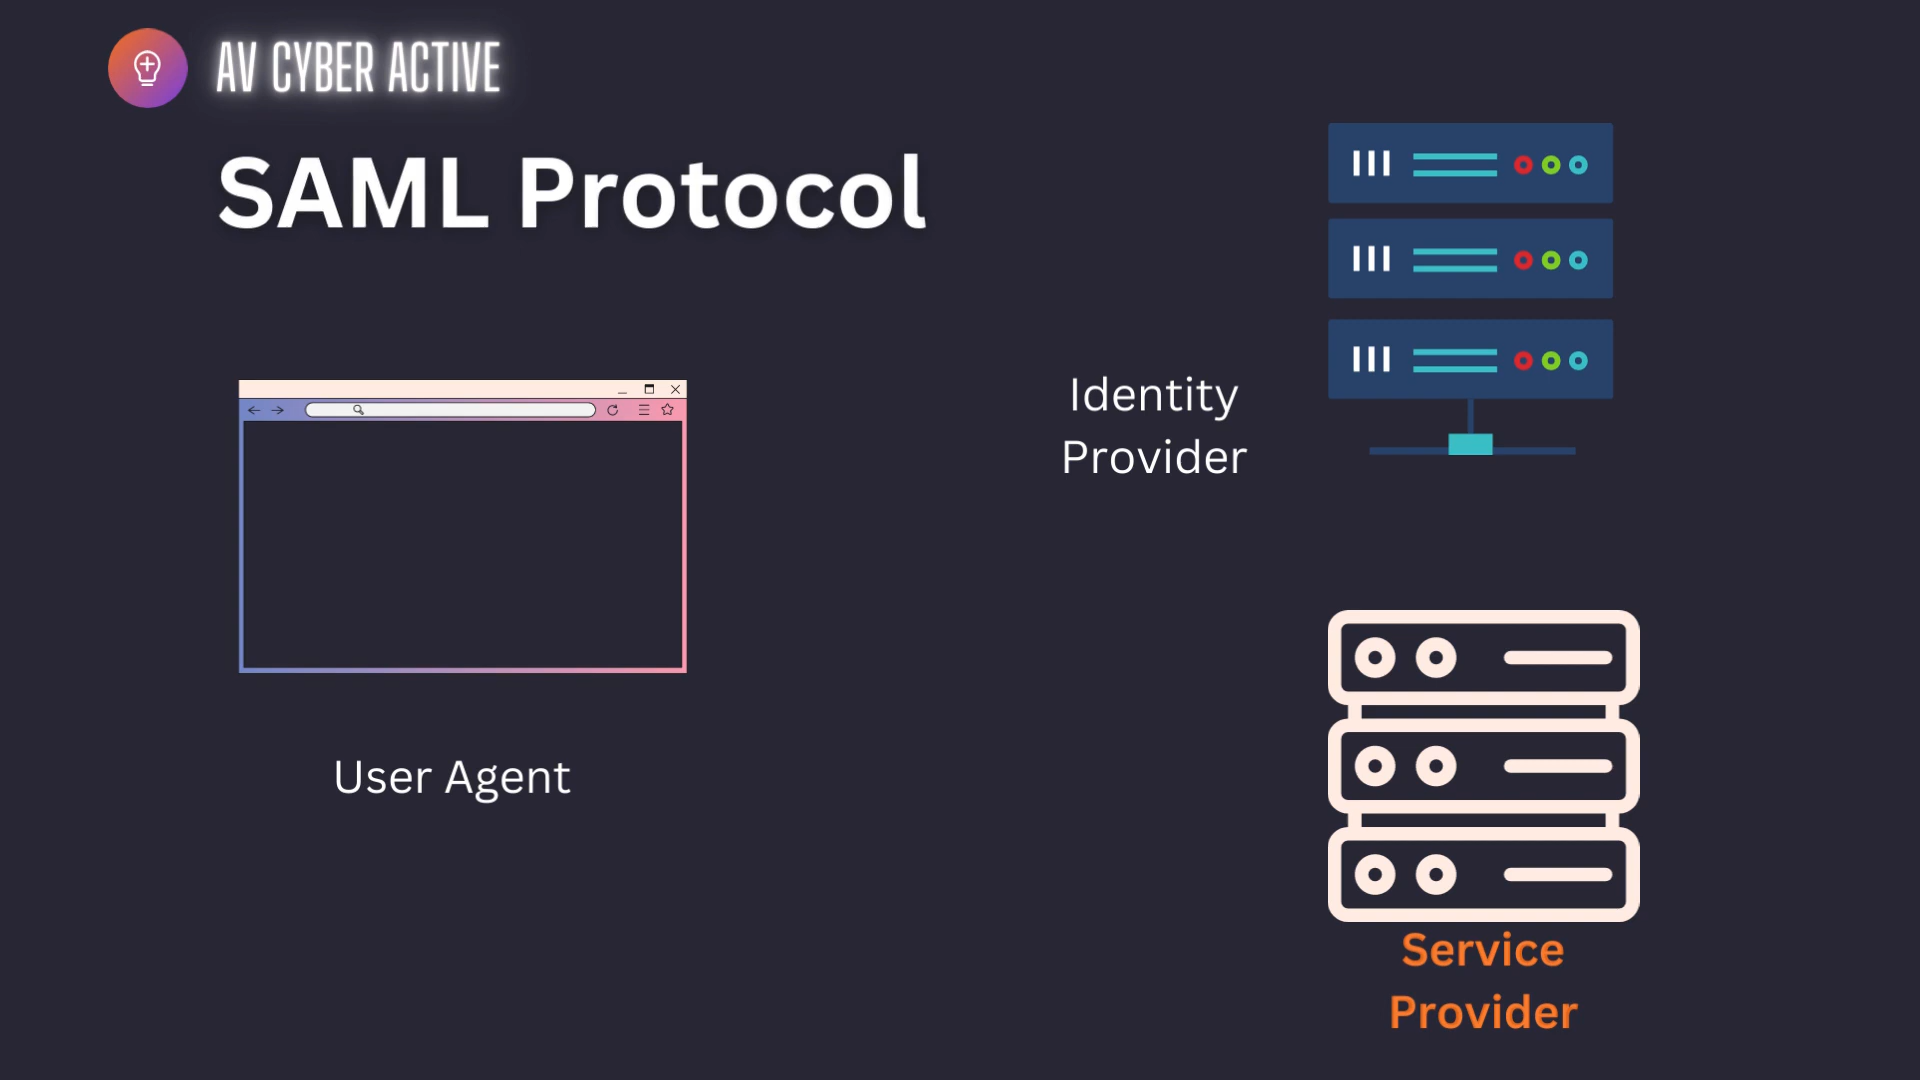 AV CYBER ACTIVE
SAML Protocol
Identity
Provider
User Agent
Service
Provider